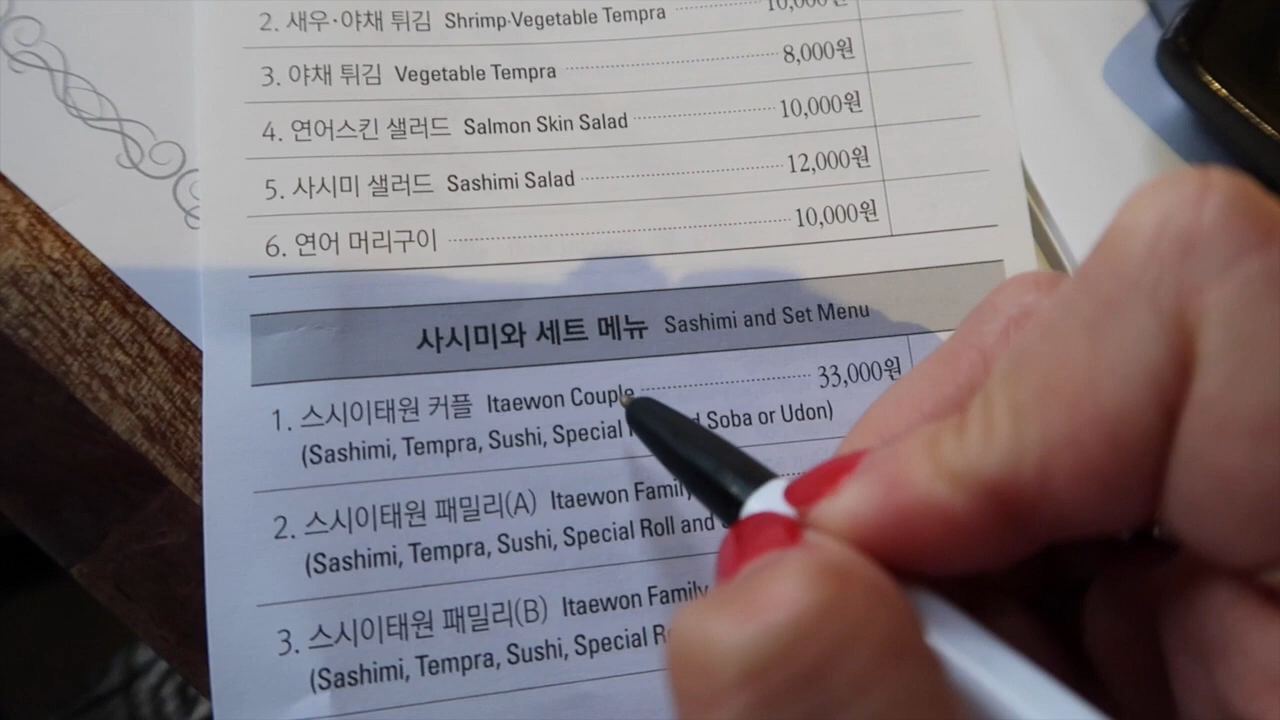 2. 새우·야채 튀김 Shrimp·Vegetable Tempra 10,000원
3. 야채 튀김 Vegetable Tempra 8,000원
4. 연어스킨 샐러드 Salmon Skin Salad 10,000원
5. 사시미 샐러드 Sashimi Salad 12,000원
6. 연어 머리구이 10,000원
사시미와 세트 메뉴 Sashimi and Set Menu
1. 스시이태원 커플 Itaewon Couple 33,000원
(Sashimi, Tempra, Sushi, Special Soba or Udon)
2. 스시이태원 패밀리(A) Itaewon Family
(Sashimi, Tempra, Sushi, Special Roll and
3. 스시이태원 패밀리(B) Itaewon Family
(Sashimi, Tempra, Sushi, Special